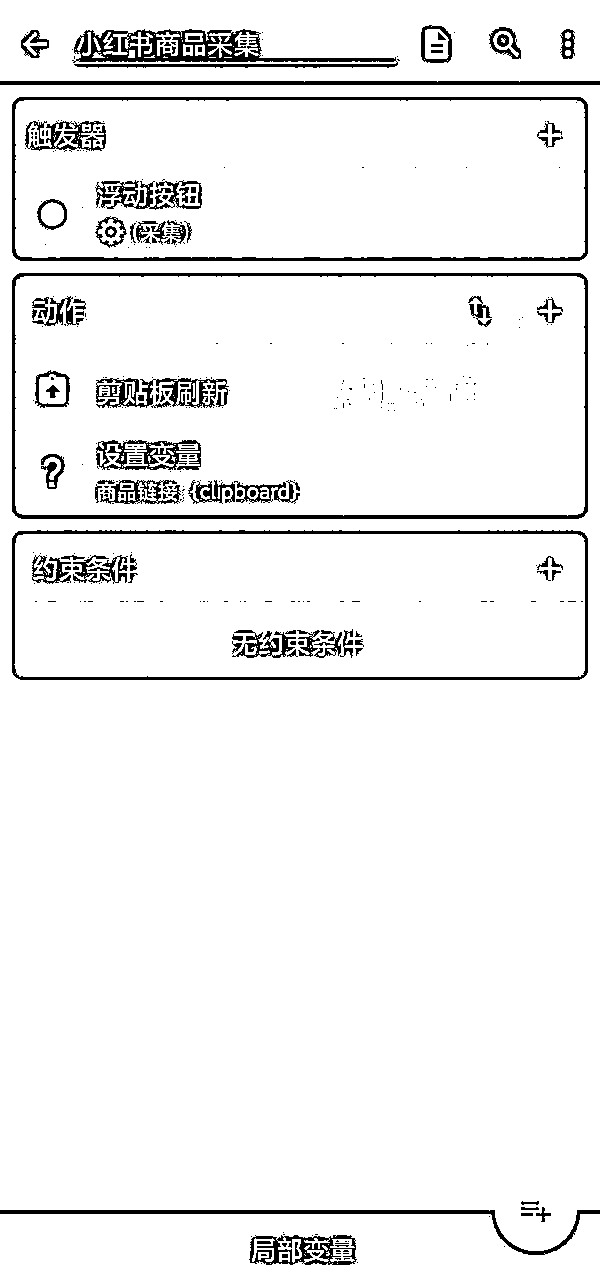 小红书商品采集
触发器
浮动按钮
(采集)
动作
剪贴板刷新
设置变量
商品链接: {clipboard}
约束条件
无约束条件
局部变量